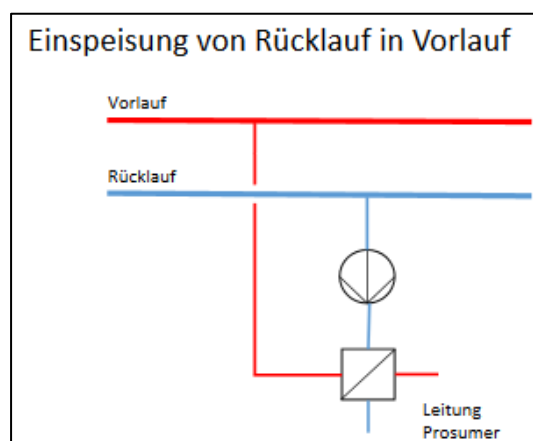 Einspeisung von Rücklauf in Vorlauf
Vorlauf
Rücklauf
Leitung
Prosumer